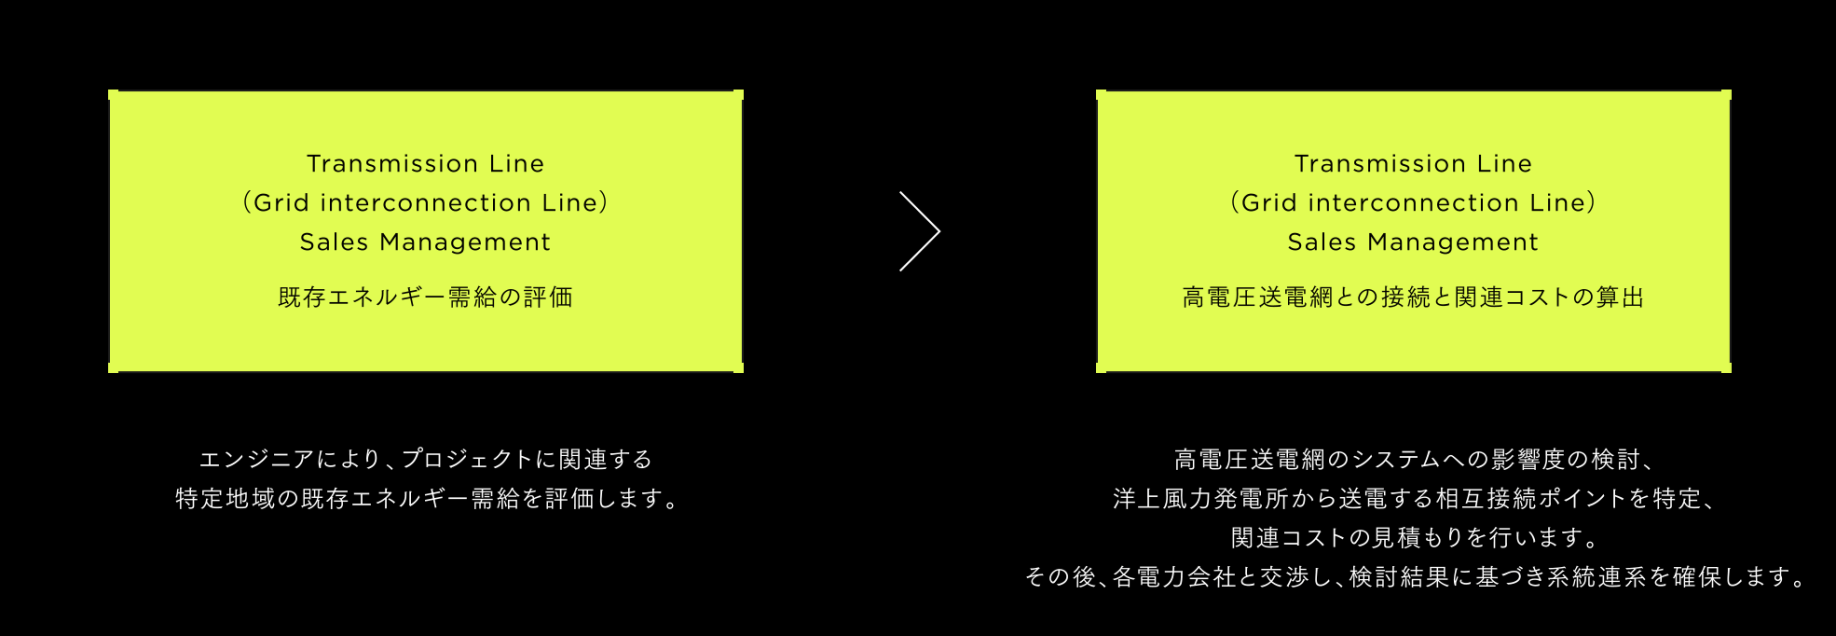 Transmission Line
（Grid interconnection Line）
Sales Management
既存エネルギー需給の評価
エンジニアにより、プロジェクトに関連する
特定地域の既存エネルギー需給を評価します。
Transmission Line
（Grid interconnection Line）
Sales Management
高電圧送電網との接続と関連コストの算出
高電圧送電網のシステムへの影響度の検討、
洋上風力発電所から送電する相互接続ポイントを特定、
関連コストの見積もりを行います。
その後、各電力会社と交渉し、検討結果に基づき系統連系を確保します。